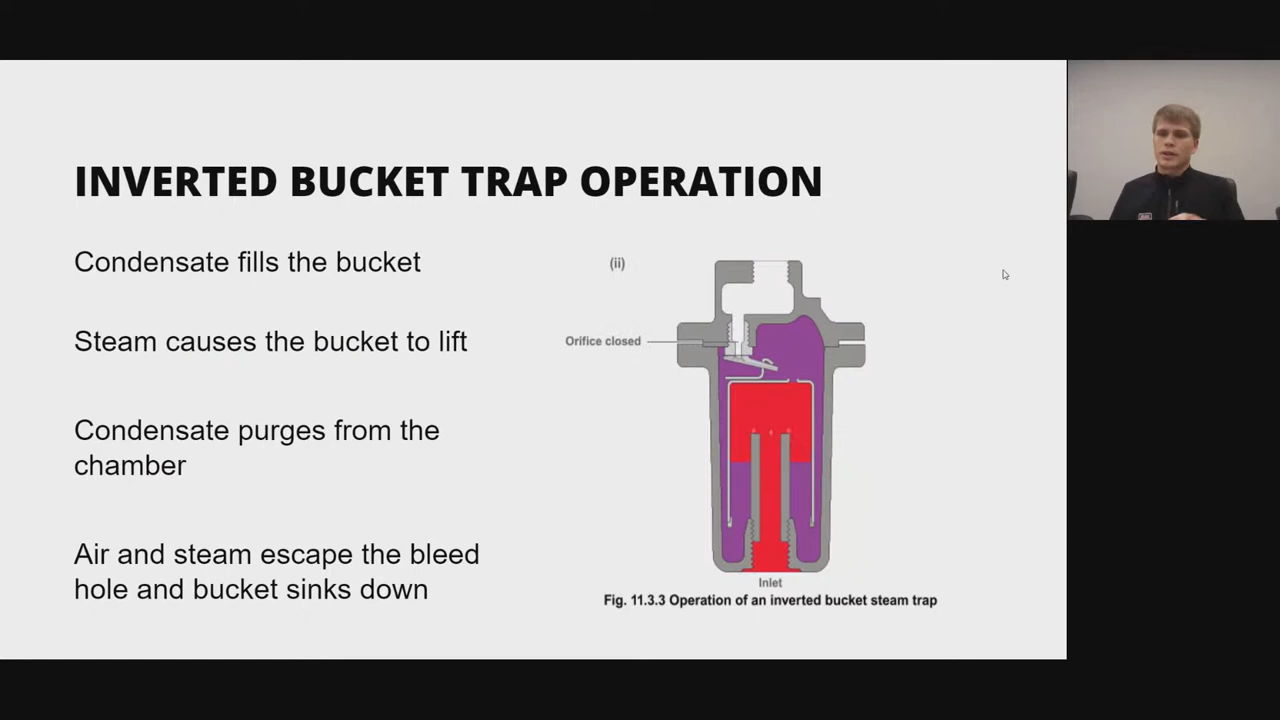 INVERTED BUCKET TRAP OPERATION
Condensate fills the bucket
Steam causes the bucket to lift
Condensate purges from the
chamber
Air and steam escape the bleed
hole and bucket sinks down
(ii)
Orifice closed
Inlet
Fig. 11.3.3 Operation of an inverted bucket steam trap